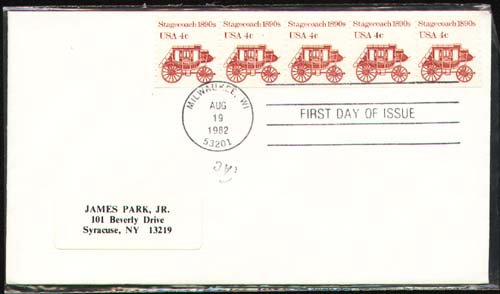 Stagecoach 1890s Stagecoach 1890s Stagecoach 1890s Stagecoach 1890s Stagecoach 1890s
USA 4c USA 4c USA 4c USA 4c USA 4c
MILWAUKEE, WI
AUG
19
1982
53201
FIRST DAY OF ISSUE
JAMES PARK, JR.
101 Beverly Drive
Syracuse, NY 13219